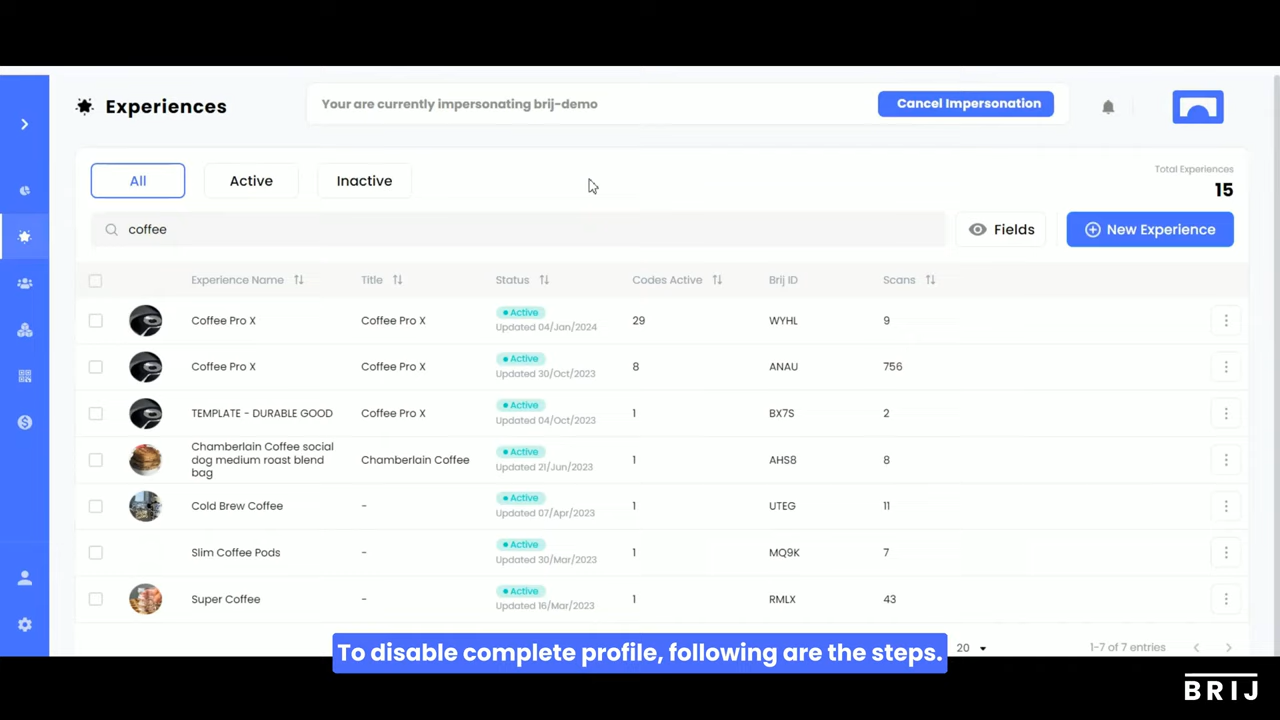 Experiences
Your are currently impersonating brij-demo
Cancel Impersonation
All
Active
Inactive
Total Experiences
15
coffee
Fields
New Experience
Experience Name
Title
Status
Codes Active
Brij ID
Scans
Coffee Pro X
Coffee Pro X
Active
Updated 04/Jan/2024
29
WYHL
9
Coffee Pro X
Coffee Pro X
Active
Updated 30/Oct/2023
8
ANAU
756
TEMPLATE - DURABLE GOOD
Coffee Pro X
Active
Updated 04/Oct/2023
1
BX7S
2
Chamberlain Coffee social
dog medium roast blend
bag
Chamberlain Coffee
Active
Updated 21/Jun/2023
1
AHS8
8
Cold Brew Coffee
-
Active
Updated 07/Apr/2023
1
UTEG
11
Slim Coffee Pods
-
Active
Updated 30/Mar/2023
1
MQ9K
7
Super Coffee
-
Active
Updated 16/Mar/2023
1
RMLX
43
20
1-7 of 7 entries
To disable complete profile, following are the steps.
BRIJ